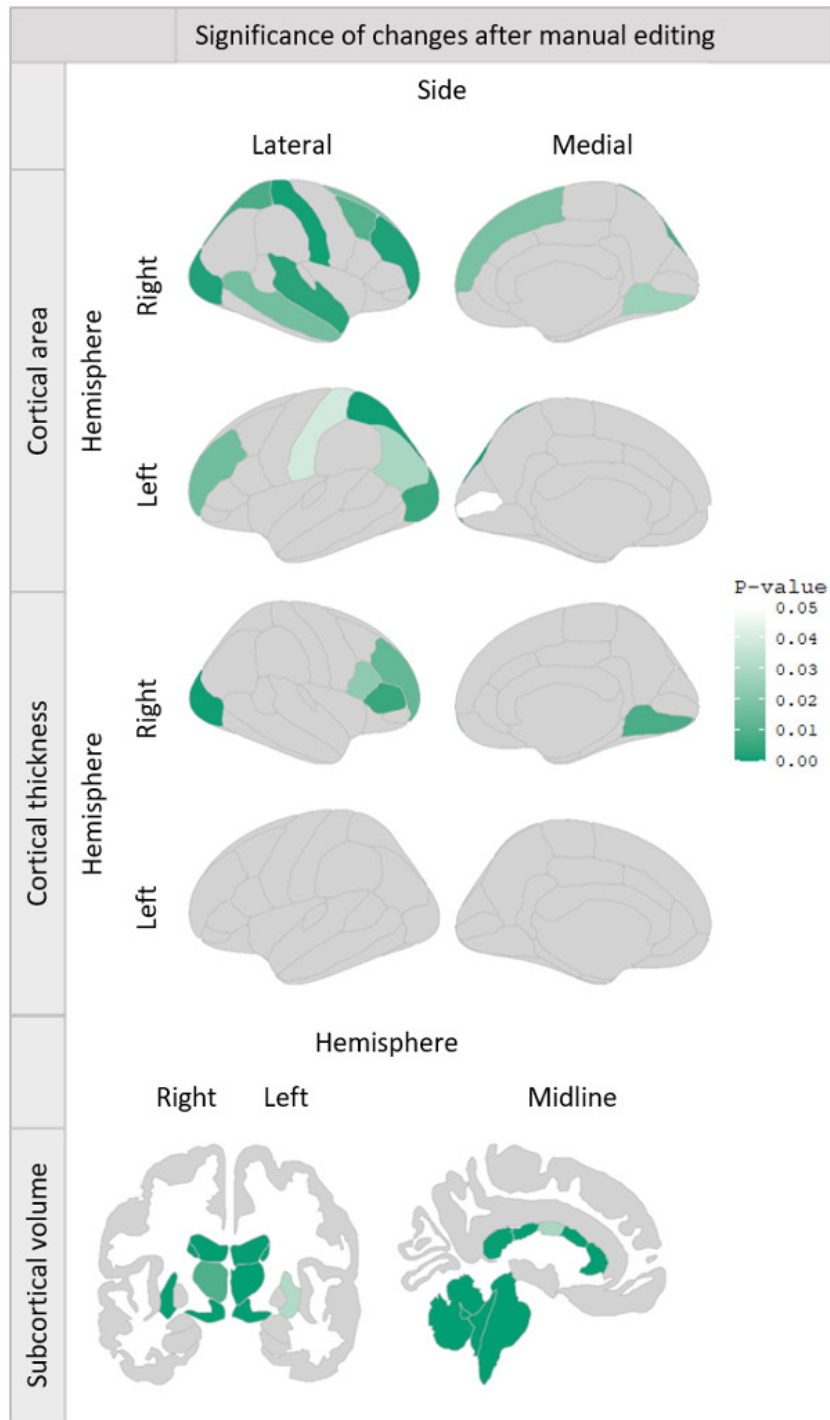 Significance of changes after manual editing
Side
Lateral
Medial
Cortical area
Hemisphere
Right
Left
Cortical thickness
Hemisphere
Right
Left
P-value
0.05
0.04
0.03
0.02
0.01
0.00
Hemisphere
Right
Left
Midline
Subcortical volume